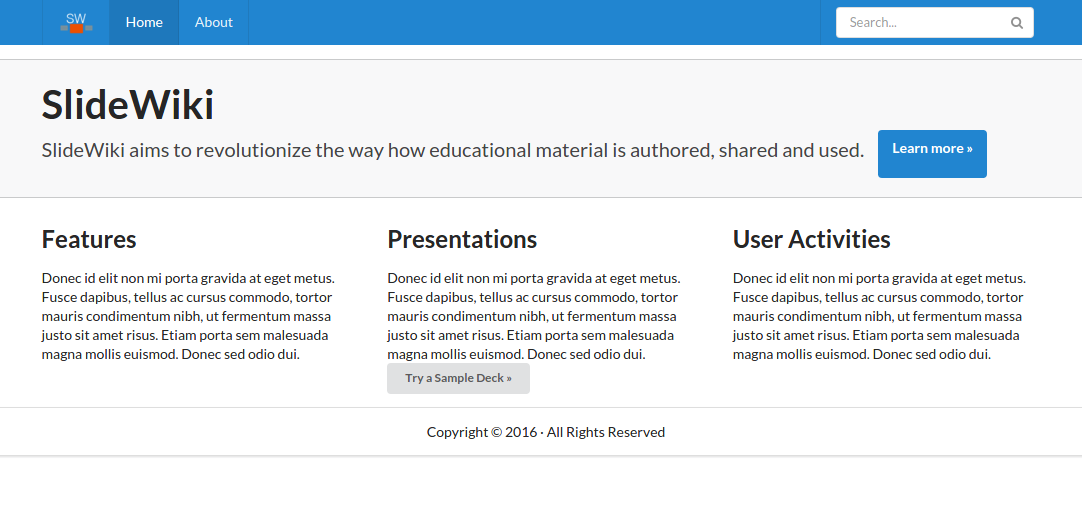 SW
Home
About
Search...
SlideWiki
SlideWiki aims to revolutionize the way how educational material is authored, shared and used.
Learn more »
Features
Donec id elit non mi porta gravida at eget metus.
Fusce dapibus, tellus ac cursus commodo, tortor
mauris condimentum nibh, ut fermentum massa
justo sit amet risus. Etiam porta sem malesuada
magna mollis euismod. Donec sed odio dui.
Presentations
Donec id elit non mi porta gravida at eget metus.
Fusce dapibus, tellus ac cursus commodo, tortor
mauris condimentum nibh, ut fermentum massa
justo sit amet risus. Etiam porta sem malesuada
magna mollis euismod. Donec sed odio dui.
Try a Sample Deck »
User Activities
Donec id elit non mi porta gravida at eget metus.
Fusce dapibus, tellus ac cursus commodo, tortor
mauris condimentum nibh, ut fermentum massa
justo sit amet risus. Etiam porta sem malesuada
magna mollis euismod. Donec sed odio dui.
Copyright © 2016 · All Rights Reserved